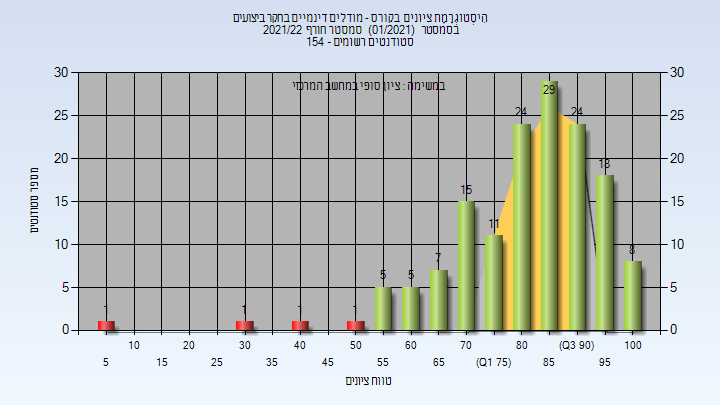 היסטוגרמת ציונים בקורס - מודלים דינמיים בחקר ביצועים
בסמסטר (01/2021) סמסטר חורף 2021/22
סטודנטים רשומים - 154
במשימה : ציון סופי במחשב המרכזי
מספר סטודנטים
30 30
25 25
20 20
15 15
10 10
5 5
0 0
1 1 1 1 5 5 7 15 11 24 29 24 18 8
10 20 30 40 50 60 70 80 (Q3 90) 100
5 15 25 35 45 55 65 (Q1 75) 85 95
טווח ציונים